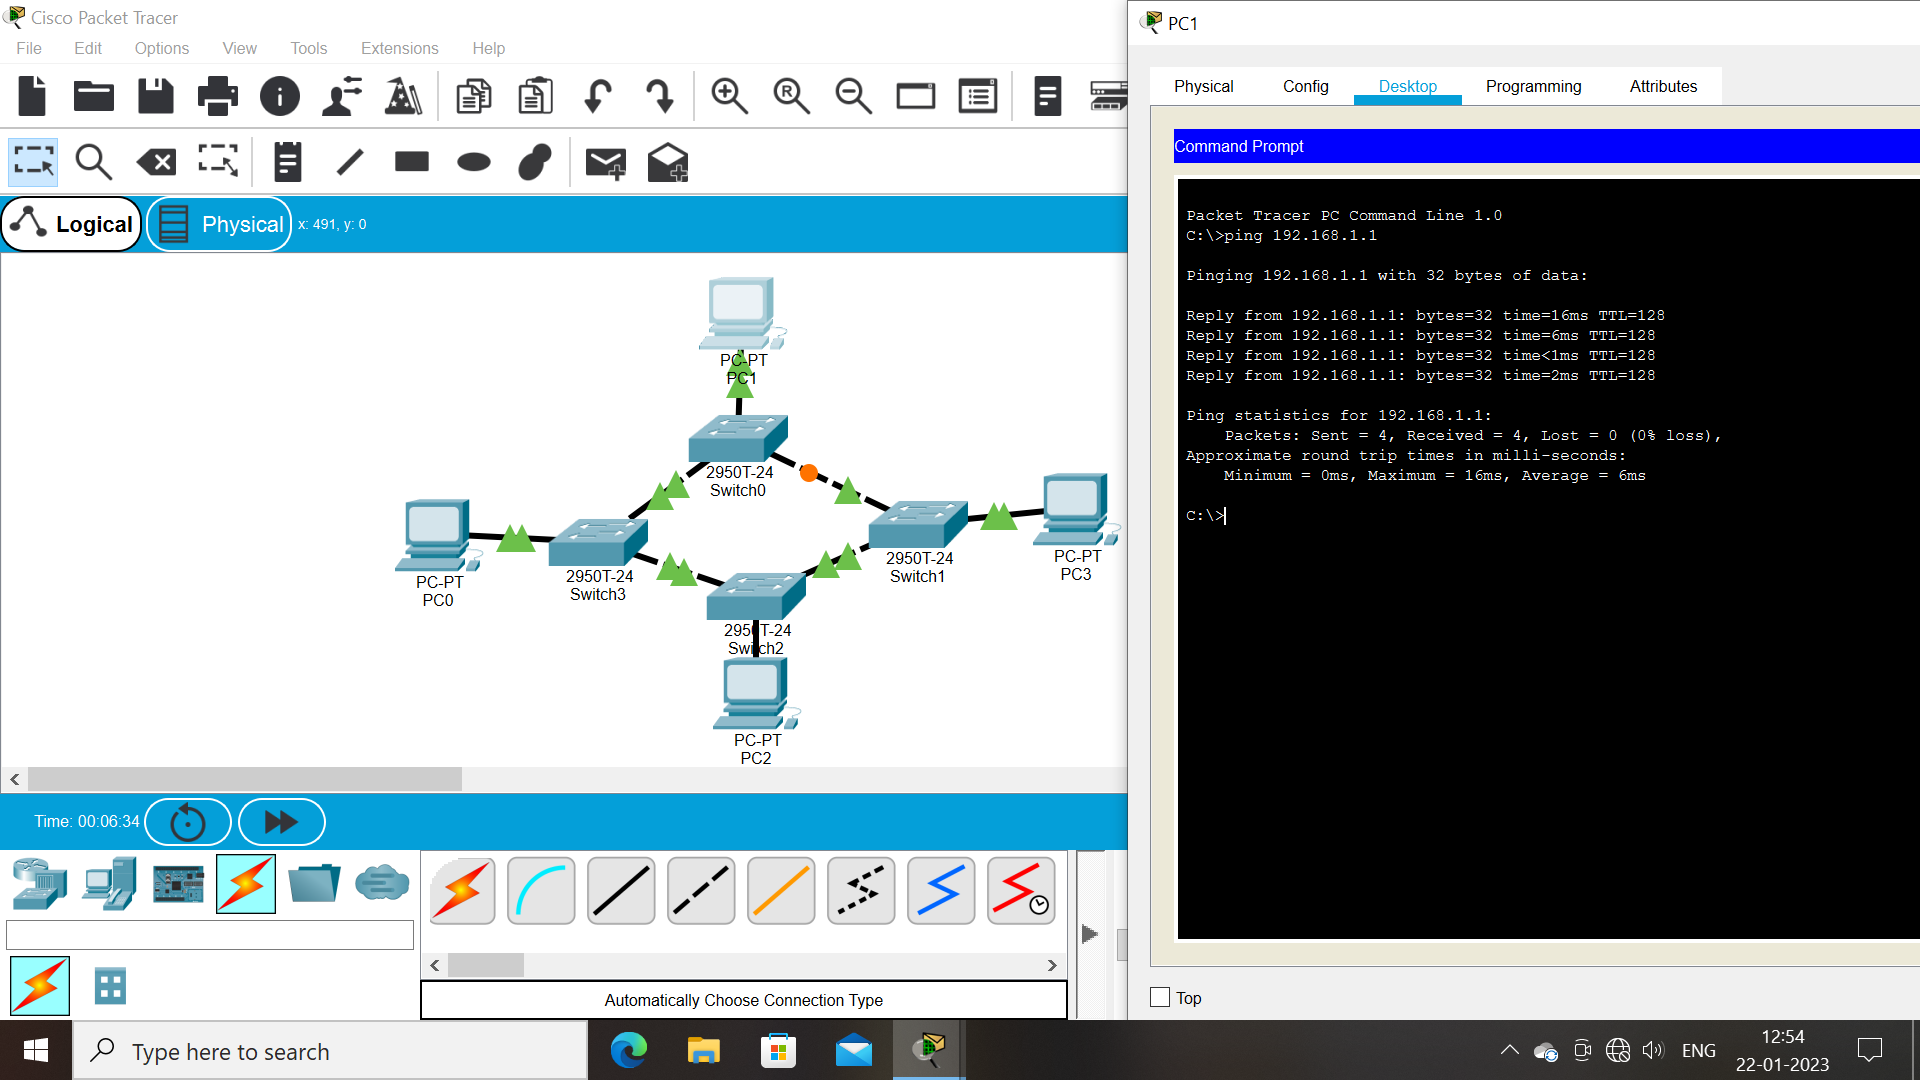 Cisco Packet Tracer
File Edit Options View Tools Extensions Help
R
Logical Physical x: 491, y: 0
PC-PT
PC1
2950T-24
Switch0
PC-PT
PC0
2950T-24
Switch3
2950T-24
Switch1
PC-PT
PC3
2950T-24
Switch2
PC-PT
PC2
Time: 00:06:34
Automatically Choose Connection Type
PC1
Physical Config Desktop Programming Attributes
Command Prompt
Packet Tracer PC Command Line 1.0
C:\>ping 192.168.1.1
Pinging 192.168.1.1 with 32 bytes of data:
Reply from 192.168.1.1: bytes=32 time=16ms TTL=128
Reply from 192.168.1.1: bytes=32 time=6ms TTL=128
Reply from 192.168.1.1: bytes=32 time<1ms TTL=128
Reply from 192.168.1.1: bytes=32 time=2ms TTL=128
Ping statistics for 192.168.1.1:
Packets: Sent = 4, Received = 4, Lost = 0 (0% loss),
Approximate round trip times in milli-seconds:
Minimum = 0ms, Maximum = 16ms, Average = 6ms
C:\>
Top
Type here to search
ENG
12:54
22-01-2023